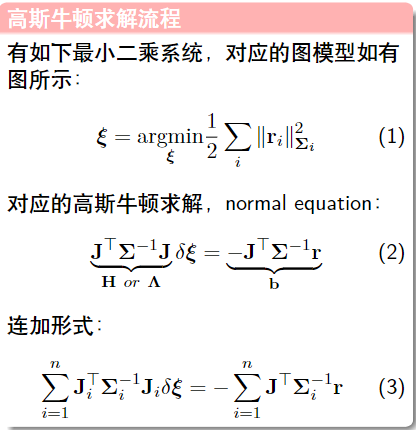 高斯牛顿求解流程
有如下最小二乘系统，对应的图模型如有
图所示：
$$\boldsymbol{\xi} = \underset{\boldsymbol{\xi}}{\operatorname{argmin}} \frac{1}{2} \sum_{i} \|\mathbf{r}_i\|^2_{\boldsymbol{\Sigma}_i} \quad (1)$$
对应的高斯牛顿求解，normal equation：
$$\underbrace{\mathbf{J}^\top \boldsymbol{\Sigma}^{-1} \mathbf{J}}_{\mathbf{H} \ or \ \boldsymbol{\Lambda}} \delta\boldsymbol{\xi} = \underbrace{-\mathbf{J}^\top \boldsymbol{\Sigma}^{-1} \mathbf{r}}_{\mathbf{b}} \quad (2)$$
连加形式：
$$\sum_{i=1}^{n} \mathbf{J}_i^\top \boldsymbol{\Sigma}_i^{-1} \mathbf{J}_i \delta\boldsymbol{\xi} = -\sum_{i=1}^{n} \mathbf{J}^\top \boldsymbol{\Sigma}_i^{-1} \mathbf{r} \quad (3)$$